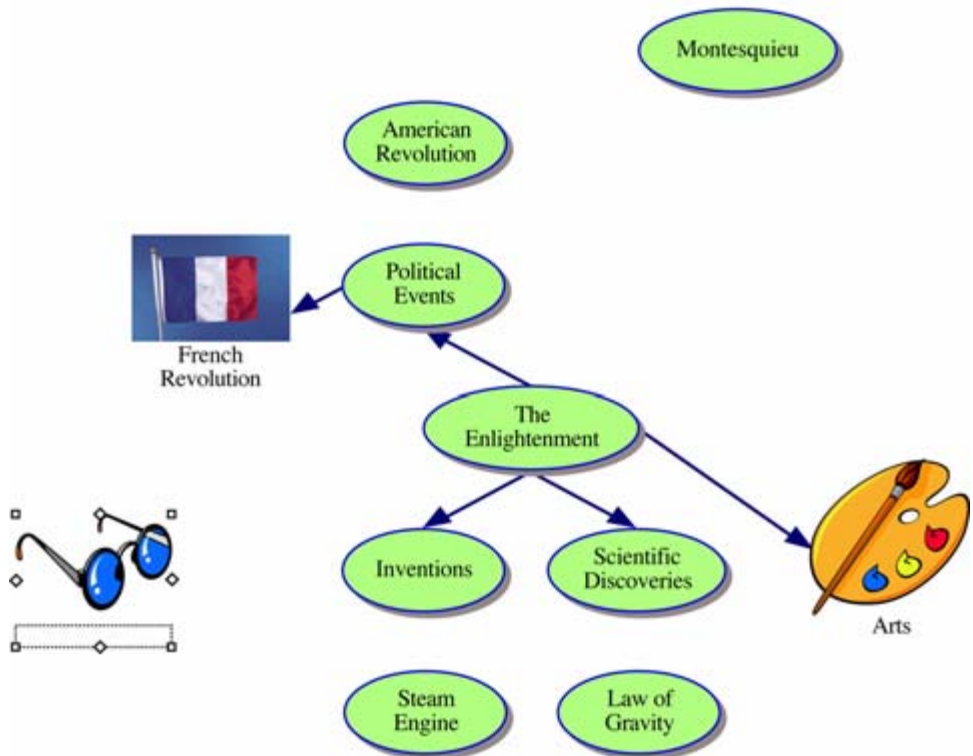 Montesquieu
American
Revolution
Political
Events
French
Revolution
The
Enlightenment
Inventions
Scientific
Discoveries
Arts
Steam
Engine
Law of
Gravity